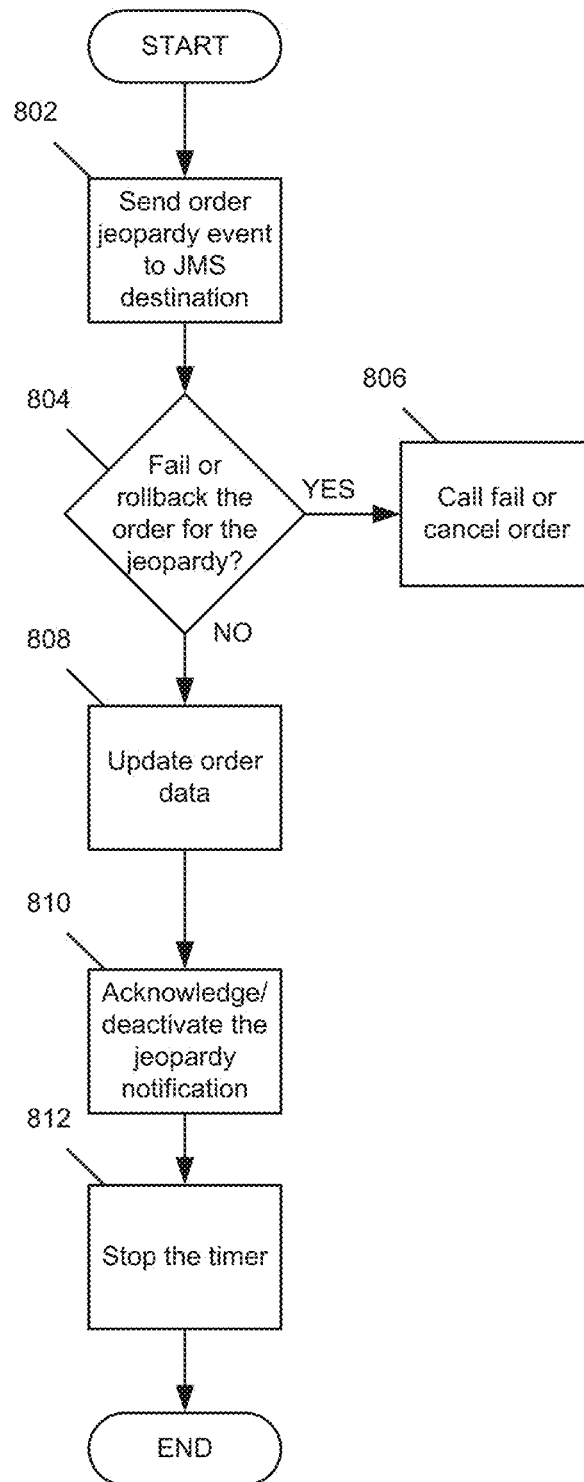 START
802
Send order
jeopardy event
to JMS
destination
804
Fail or
rollback the
order for the
jeopardy?
YES
806
Call fail or
cancel order
NO
808
Update order
data
810
Acknowledge/
deactivate the
jeopardy
notification
812
Stop the timer
END